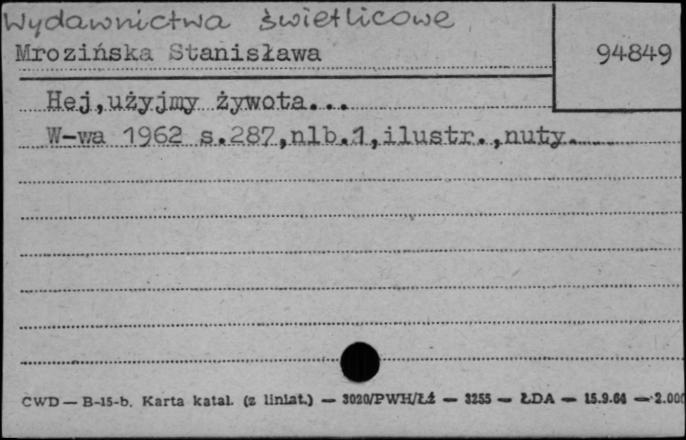 Wydawnictwa świetlicowe
Mrozińska Stanisława
94849
Hej,użyjmy żywota...
W-wa 1962 s.287,nlb.1,ilustr.,nuty.
CWD — B-15-b. Karta katal. (z liniat.) — 3020/PWH/Łź — 3255 — ŁDA — 15.9.64 — 2.000